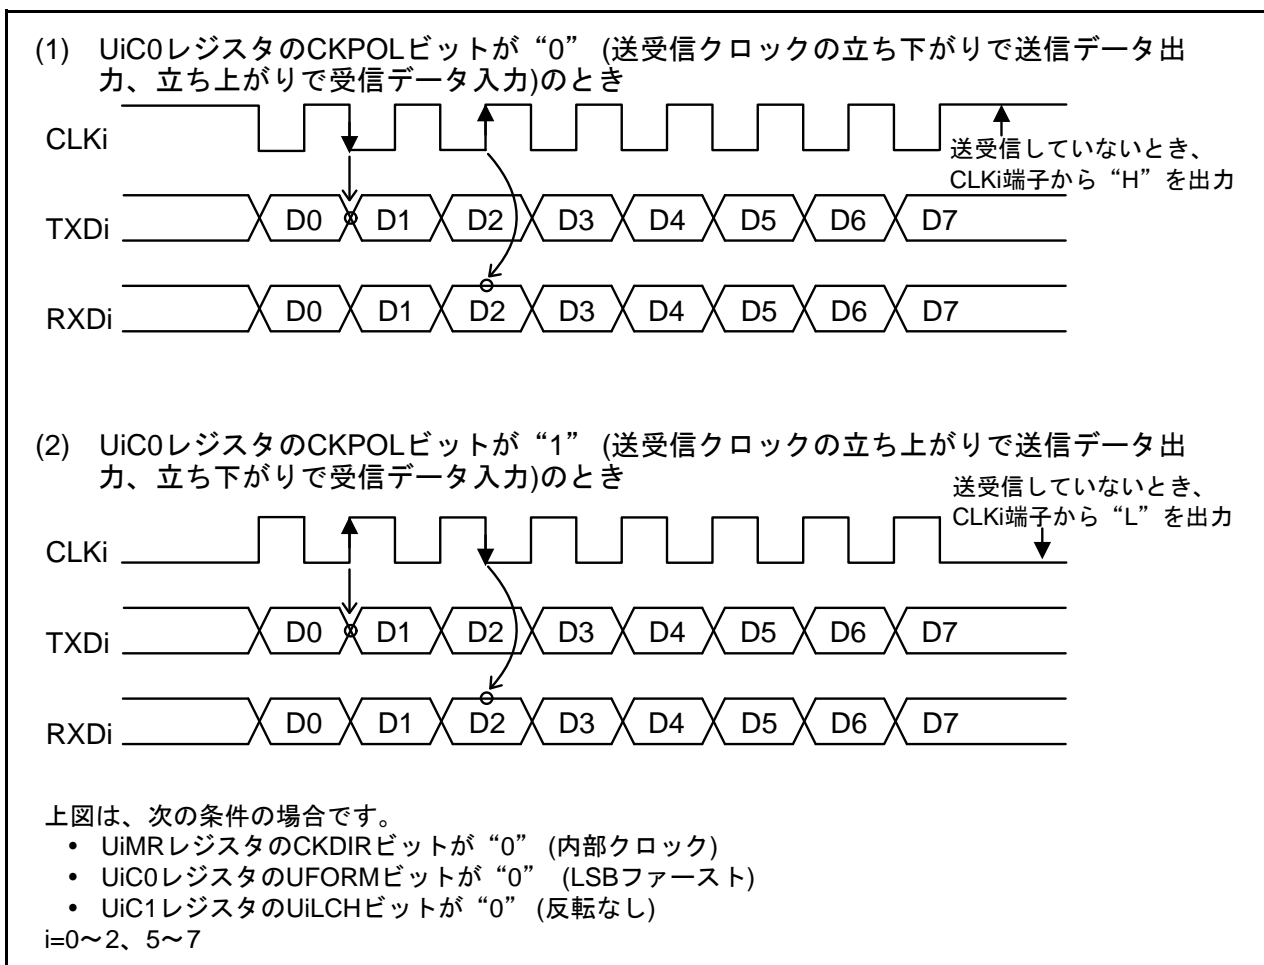 (1) UiC0レジスタのCKPOLビットが“0” (送受信クロックの立ち下がりで送信データ出
力、立ち上がりで受信データ入力)のとき
CLKi
送受信していないとき、
CLKi端子から“H”を出力
TXDi D0 D1 D2 D3 D4 D5 D6 D7
RXDi D0 D1 D2 D3 D4 D5 D6 D7
(2) UiC0レジスタのCKPOLビットが“1” (送受信クロックの立ち上がりで送信データ出
力、立ち下がりで受信データ入力)のとき
送受信していないとき、
CLKi端子から“L”を出力
CLKi
TXDi D0 D1 D2 D3 D4 D5 D6 D7
RXDi D0 D1 D2 D3 D4 D5 D6 D7
上図は、次の条件の場合です。
• UiMRレジスタのCKDIRビットが“0” (内部クロック)
• UiC0レジスタのUFORMビットが“0” (LSBファースト)
• UiC1レジスタのUiLCHビットが“0” (反転なし)
i=0～2、5～7